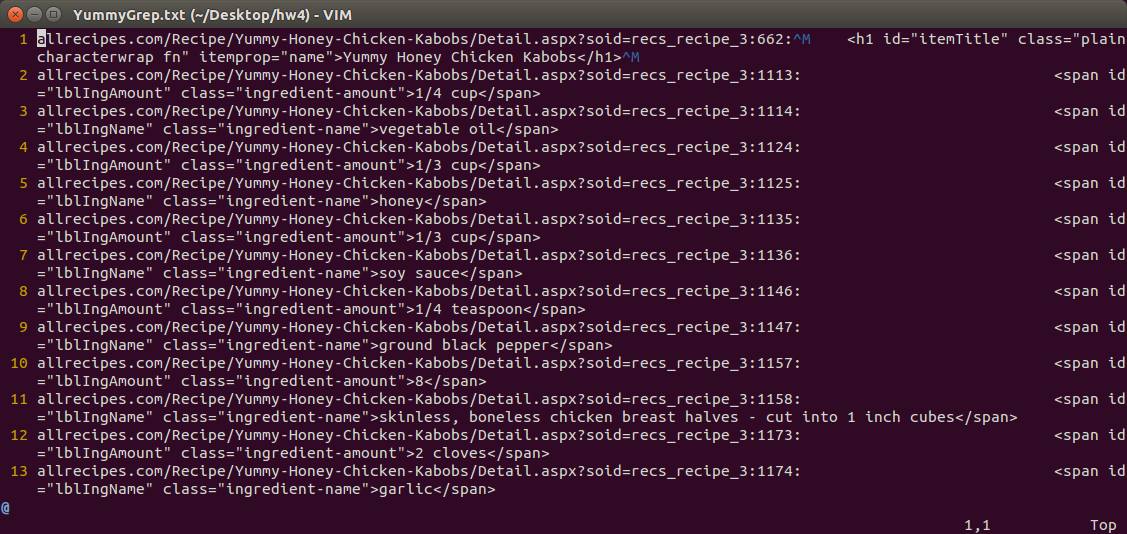 YummyGrep.txt (~/Desktop/hw4) - VIM
1 allrecipes.com/Recipe/Yummy-Honey-Chicken-Kabobs/Detail.aspx?soid=recs_recipe_3:662:^M    <h1 id="itemTitle" class="plain
characterwrap fn" itemprop="name">Yummy Honey Chicken Kabobs</h1>^M
2 allrecipes.com/Recipe/Yummy-Honey-Chicken-Kabobs/Detail.aspx?soid=recs_recipe_3:1113:                            <span id
="lblIngAmount" class="ingredient-amount">1/4 cup</span>
3 allrecipes.com/Recipe/Yummy-Honey-Chicken-Kabobs/Detail.aspx?soid=recs_recipe_3:1114:                            <span id
="lblIngName" class="ingredient-name">vegetable oil</span>
4 allrecipes.com/Recipe/Yummy-Honey-Chicken-Kabobs/Detail.aspx?soid=recs_recipe_3:1124:                            <span id
="lblIngAmount" class="ingredient-amount">1/3 cup</span>
5 allrecipes.com/Recipe/Yummy-Honey-Chicken-Kabobs/Detail.aspx?soid=recs_recipe_3:1125:                            <span id
="lblIngName" class="ingredient-name">honey</span>
6 allrecipes.com/Recipe/Yummy-Honey-Chicken-Kabobs/Detail.aspx?soid=recs_recipe_3:1135:                            <span id
="lblIngAmount" class="ingredient-amount">1/3 cup</span>
7 allrecipes.com/Recipe/Yummy-Honey-Chicken-Kabobs/Detail.aspx?soid=recs_recipe_3:1136:                            <span id
="lblIngName" class="ingredient-name">soy sauce</span>
8 allrecipes.com/Recipe/Yummy-Honey-Chicken-Kabobs/Detail.aspx?soid=recs_recipe_3:1146:                            <span id
="lblIngAmount" class="ingredient-amount">1/4 teaspoon</span>
9 allrecipes.com/Recipe/Yummy-Honey-Chicken-Kabobs/Detail.aspx?soid=recs_recipe_3:1147:                            <span id
="lblIngName" class="ingredient-name">ground black pepper</span>
10 allrecipes.com/Recipe/Yummy-Honey-Chicken-Kabobs/Detail.aspx?soid=recs_recipe_3:1157:                            <span id
="lblIngAmount" class="ingredient-amount">8</span>
11 allrecipes.com/Recipe/Yummy-Honey-Chicken-Kabobs/Detail.aspx?soid=recs_recipe_3:1158:                            <span id
="lblIngName" class="ingredient-name">skinless, boneless chicken breast halves - cut into 1 inch cubes</span>
12 allrecipes.com/Recipe/Yummy-Honey-Chicken-Kabobs/Detail.aspx?soid=recs_recipe_3:1173:                            <span id
="lblIngAmount" class="ingredient-amount">2 cloves</span>
13 allrecipes.com/Recipe/Yummy-Honey-Chicken-Kabobs/Detail.aspx?soid=recs_recipe_3:1174:                            <span id
="lblIngName" class="ingredient-name">garlic</span>
@
1,1 Top